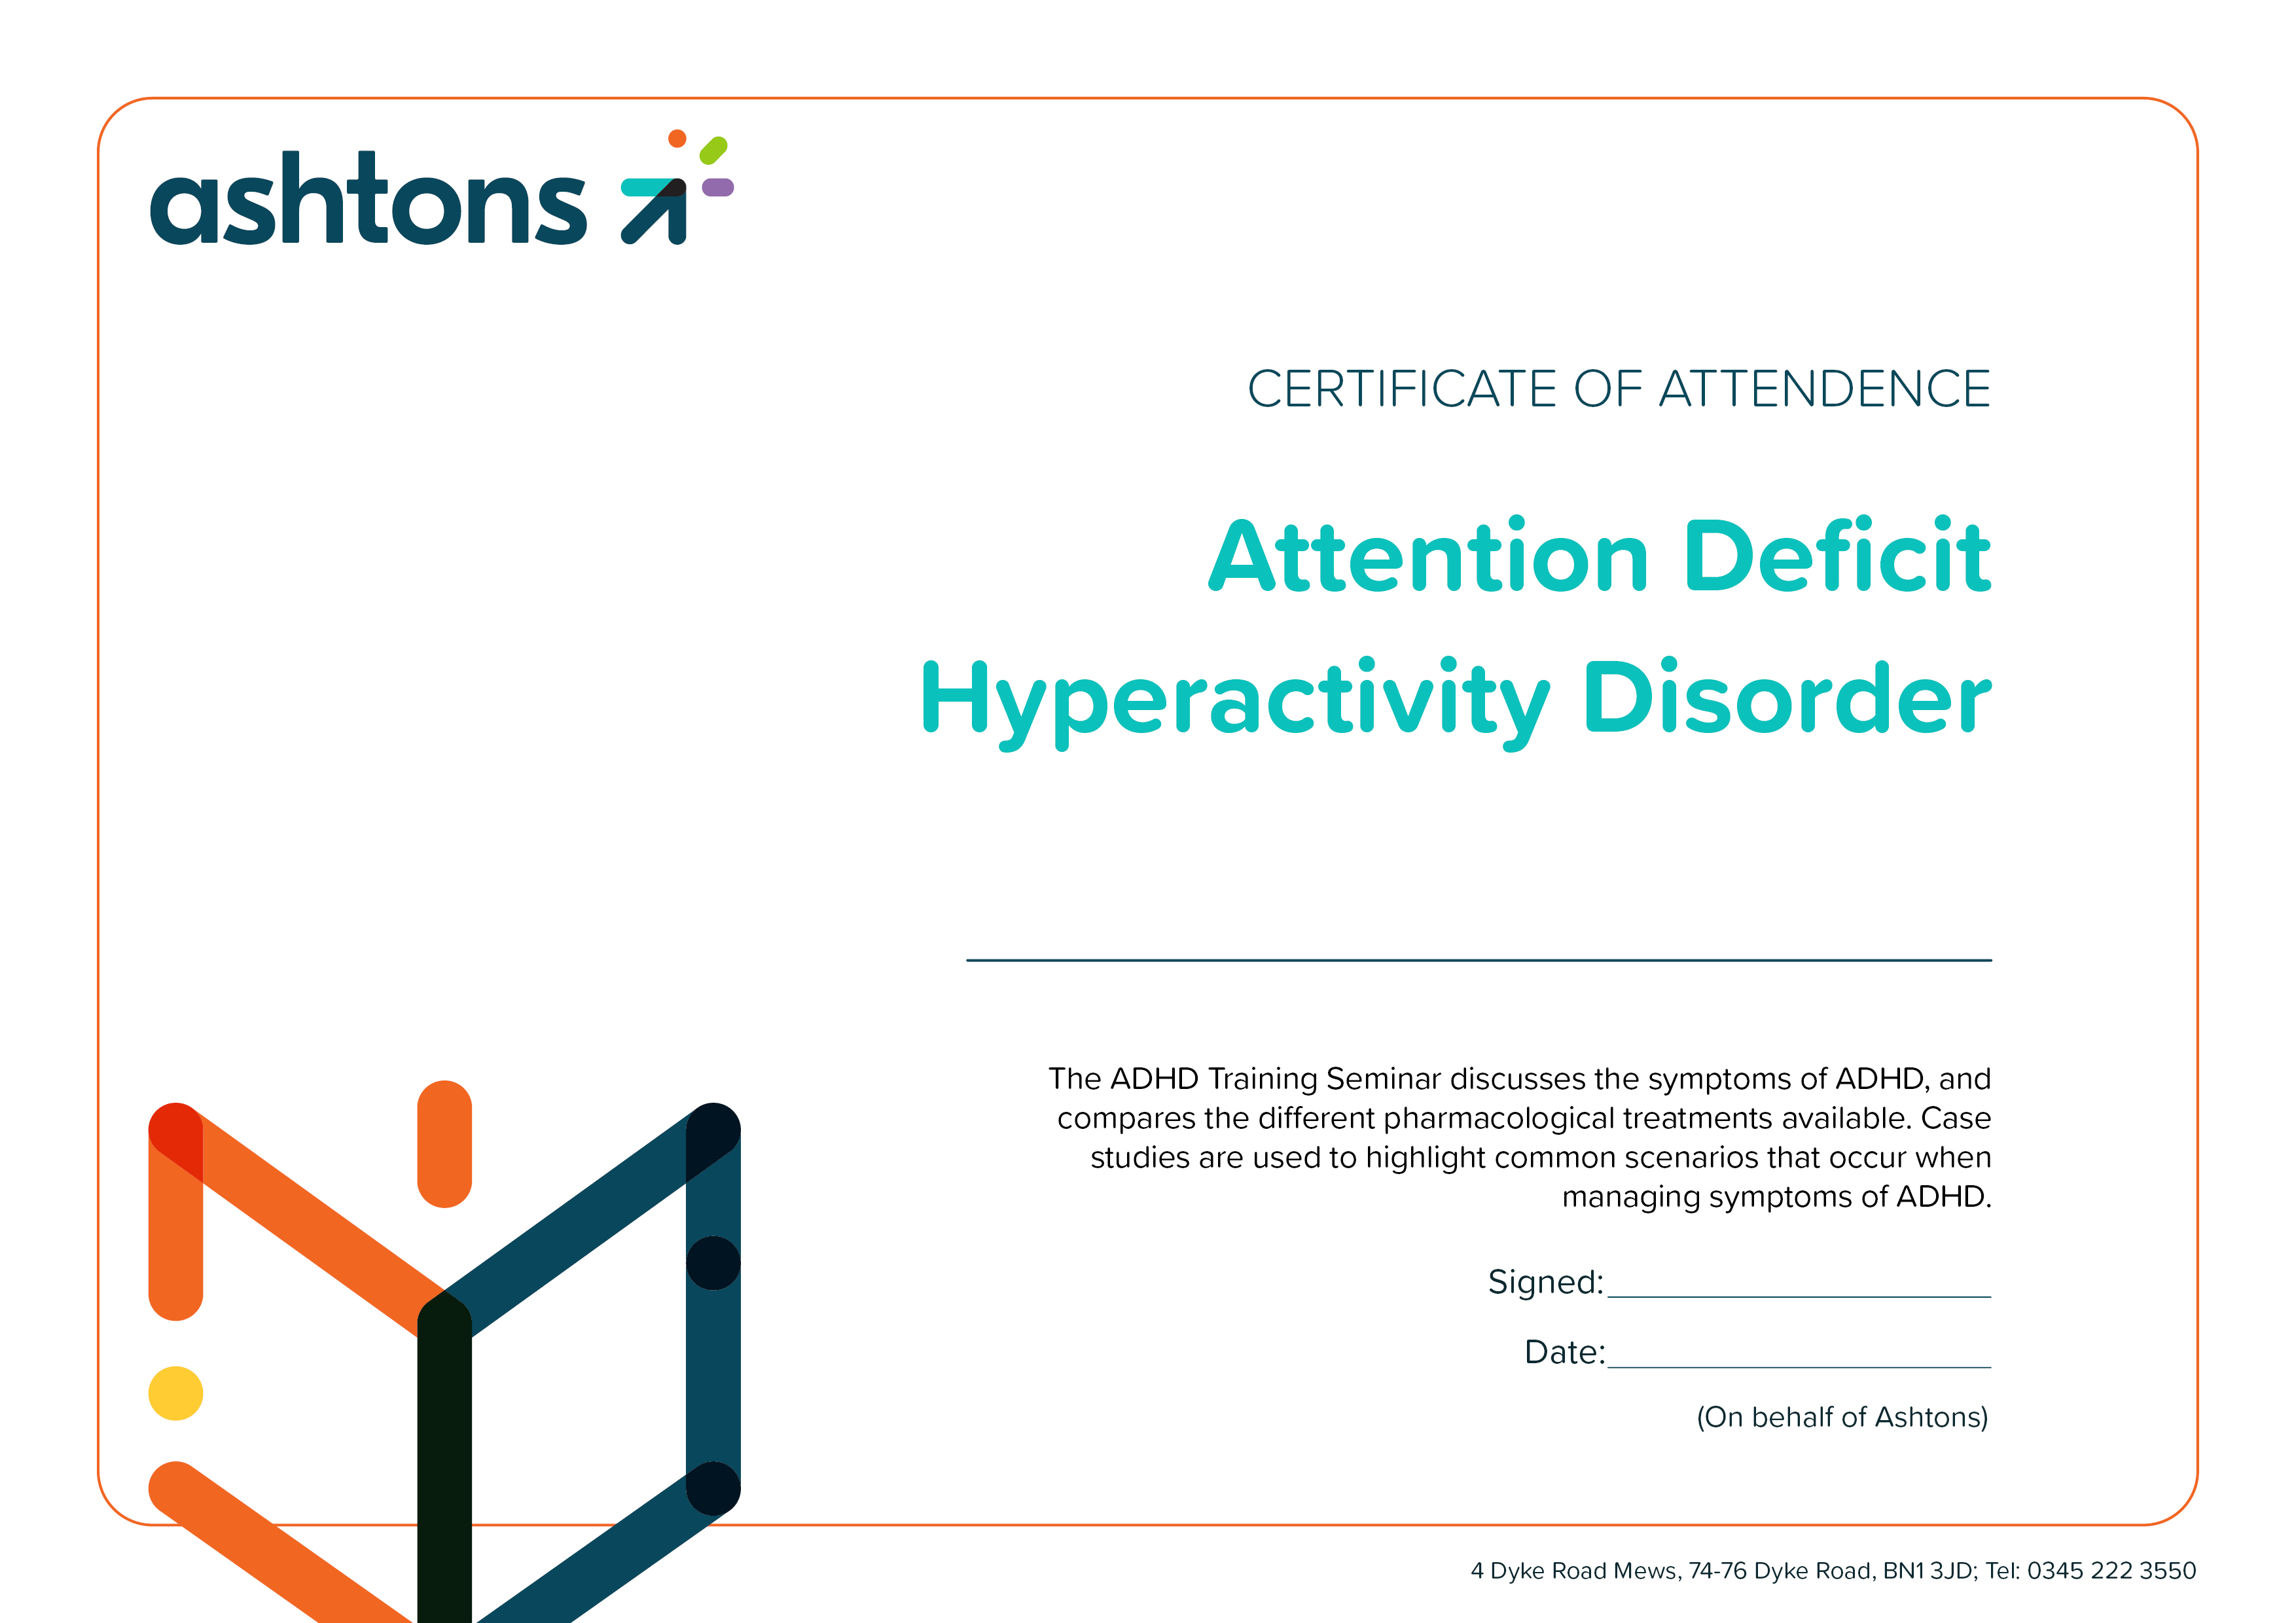 ashtons
CERTIFICATE OF ATTENDENCE
Attention Deficit
Hyperactivity Disorder
The ADHD Training Seminar discusses the symptoms of ADHD, and
compares the different pharmacological treatments available. Case
studies are used to highlight common scenarios that occur when
managing symptoms of ADHD.
Signed:
Date:
(On behalf of Ashtons)
4 Dyke Road Mews, 74-76 Dyke Road, BN1 3JD; Tel: 0345 222 3550